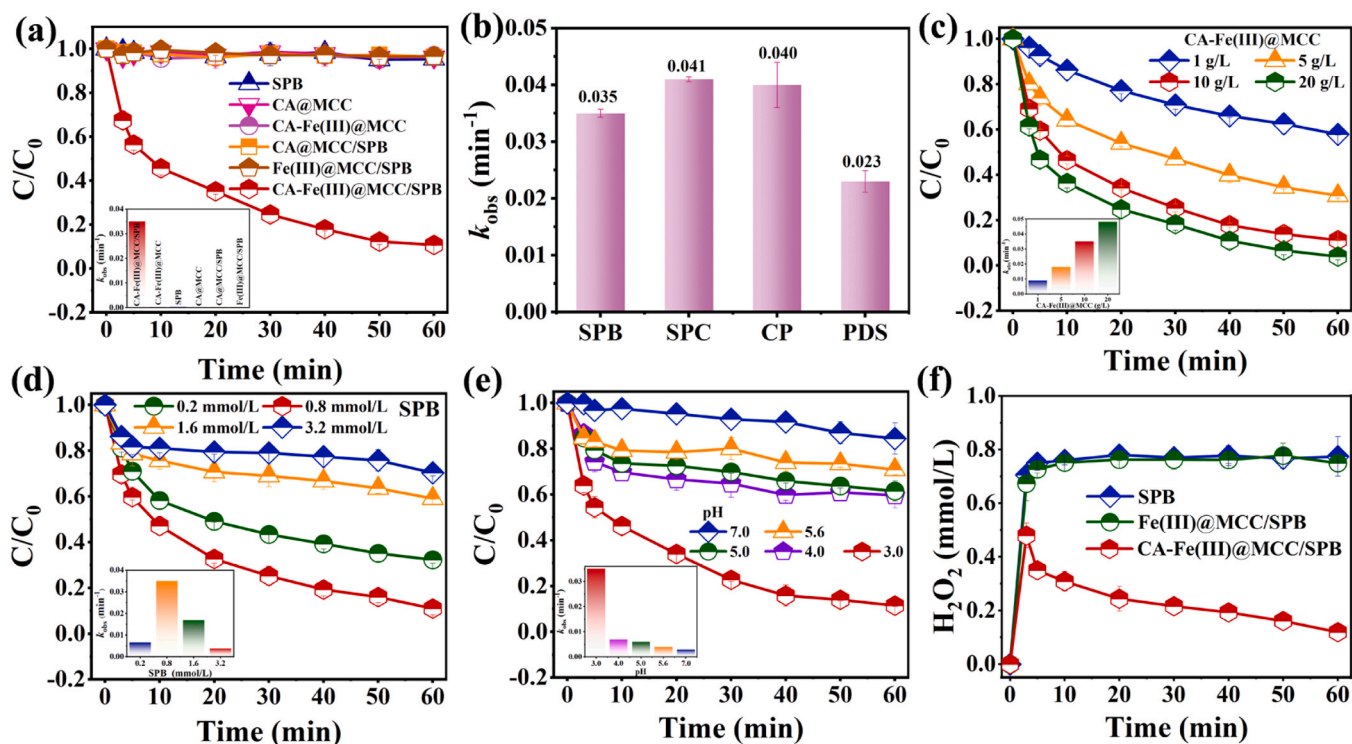 (a)
C/C0
1.0
0.8
0.6
0.4
0.2
0.0
-0.2
SPB
CA@MCC
CA-Fe(III)@MCC
CA@MCC/SPB
Fe(III)@MCC/SPB
CA-Fe(III)@MCC/SPB
kobs (min-1)
0.04
0.03
0.02
0.01
0.00
CA-Fe(III)@MCC/SPB
CA-Fe(III)@MCC
SPB
CA@MCC
CA@MCC/SPB
Fe(III)@MCC/SPB
0 10 20 30 40 50 60
Time (min)
(b)
kobs (min-1)
0.05
0.04
0.03
0.02
0.01
0.00
0.035
0.041
0.040
0.023
SPB SPC CP PDS
(c)
C/C0
1.0
0.8
0.6
0.4
0.2
0.0
-0.2
CA-Fe(III)@MCC
1 g/L 5 g/L
10 g/L 20 g/L
kobs (min-1)
0.05
0.04
0.03
0.02
0.01
0.00
1 5 10 20
CA-Fe(III)@MCC (g/L)
0 10 20 30 40 50 60
Time (min)
(d)
C/C0
1.0
0.8
0.6
0.4
0.2
0.0
-0.2
0.2 mmol/L 0.8 mmol/L SPB
1.6 mmol/L 3.2 mmol/L
kobs (min-1)
0.04
0.03
0.02
0.01
0.00
0.2 0.8 1.6 3.2
SPB (mmol/L)
0 10 20 30 40 50 60
Time (min)
(e)
C/C0
1.0
0.8
0.6
0.4
0.2
0.0
-0.2
pH
7.0 5.6
5.0 4.0 3.0
kobs (min-1)
0.03
0.01
0.00
3.0 4.0 5.0 5.6 7.0
pH
0 10 20 30 40 50 60
Time (min)
(f)
H2O2 (mmol/L)
1.0
0.8
0.6
0.4
0.2
0.0
SPB
Fe(III)@MCC/SPB
CA-Fe(III)@MCC/SPB
0 10 20 30 40 50 60
Time (min)